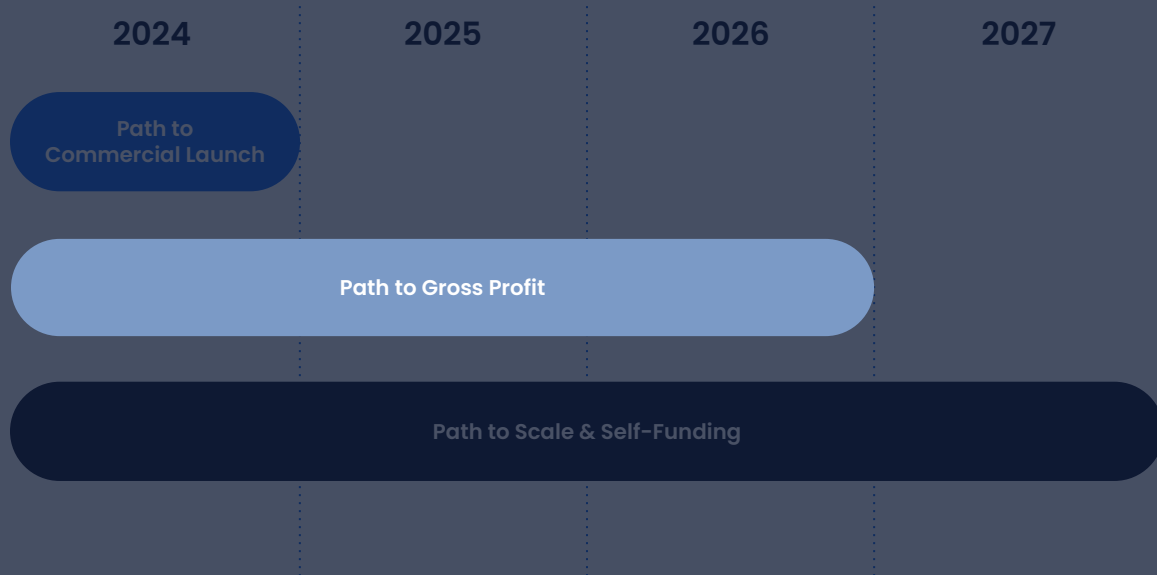 2024 2025 2026 2027
Path to
Commercial Launch
Path to Gross Profit
Path to Scale & Self-Funding